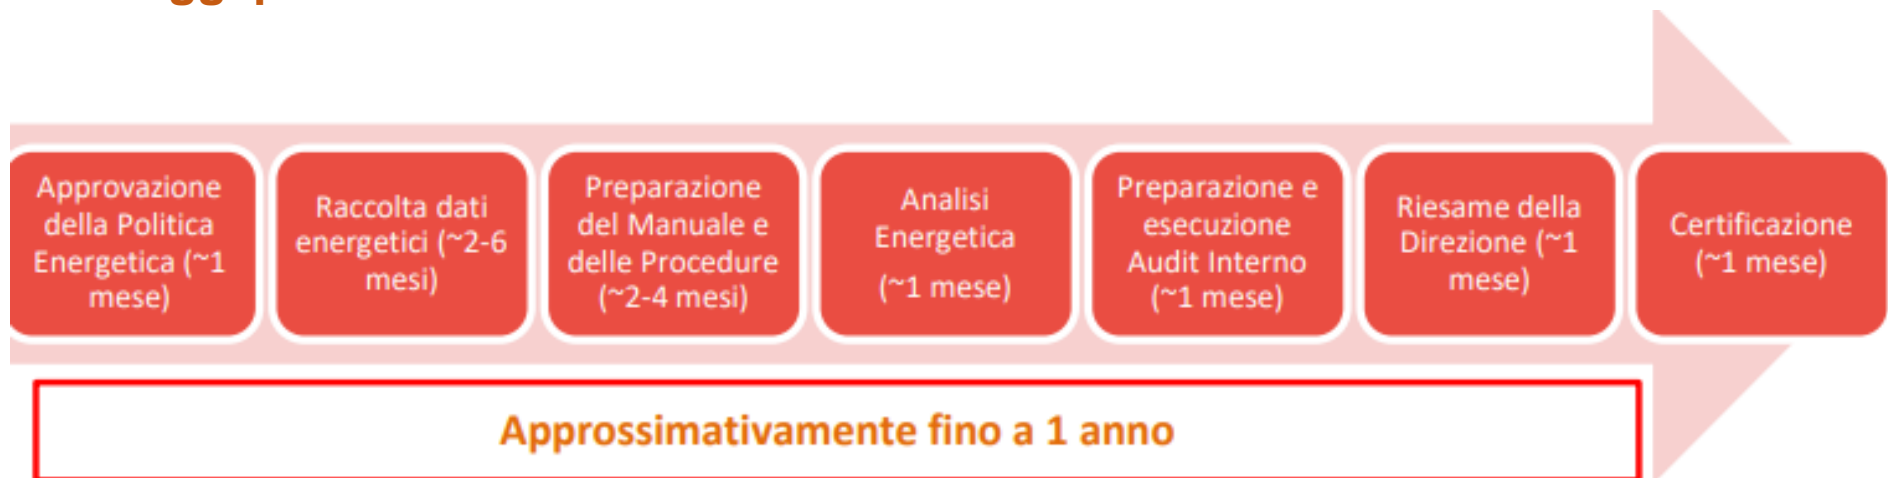 Approvazione
della Politica
Energetica (~1
mese)
Raccolta dati
energetici (~2-6
mesi)
Preparazione
del Manuale e
delle Procedure
(~2-4 mesi)
Analisi
Energetica
(~1 mese)
Preparazione e
esecuzione
Audit Interno
(~1 mese)
Riesame della
Direzione (~1
mese)
Certificazione
(~1 mese)
Approssimativamente fino a 1 anno